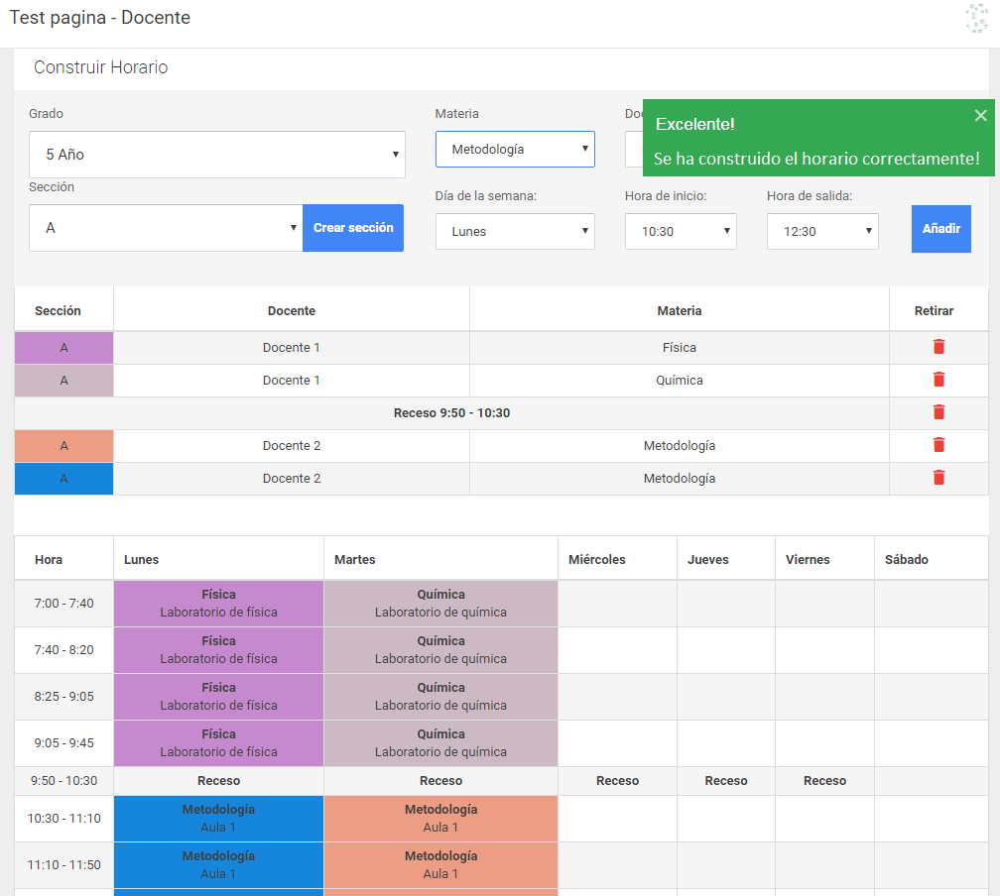 Test pagina - Docente
Construir Horario
Grado
Materia
Excelente!
Se ha construido el horario correctamente!
5 Año
Metodología
Sección
Día de la semana:
Hora de inicio:
Hora de salida:
A
Crear sección
Lunes
10:30
12:30
Añadir
Sección Docente Materia Retirar
A Docente 1 Física
A Docente 1 Química
Receso 9:50 - 10:30
A Docente 2 Metodología
A Docente 2 Metodología
Hora Lunes Martes Miércoles Jueves Viernes Sábado
7:00 - 7:40
Física
Laboratorio de física
Química
Laboratorio de química
7:40 - 8:20
Física
Laboratorio de física
Química
Laboratorio de química
8:25 - 9:05
Física
Laboratorio de física
Química
Laboratorio de química
9:05 - 9:45
Física
Laboratorio de física
Química
Laboratorio de química
9:50 - 10:30 Receso Receso Receso Receso Receso
10:30 - 11:10
Metodología
Aula 1
Metodología
Aula 1
11:10 - 11:50
Metodología
Aula 1
Metodología
Aula 1